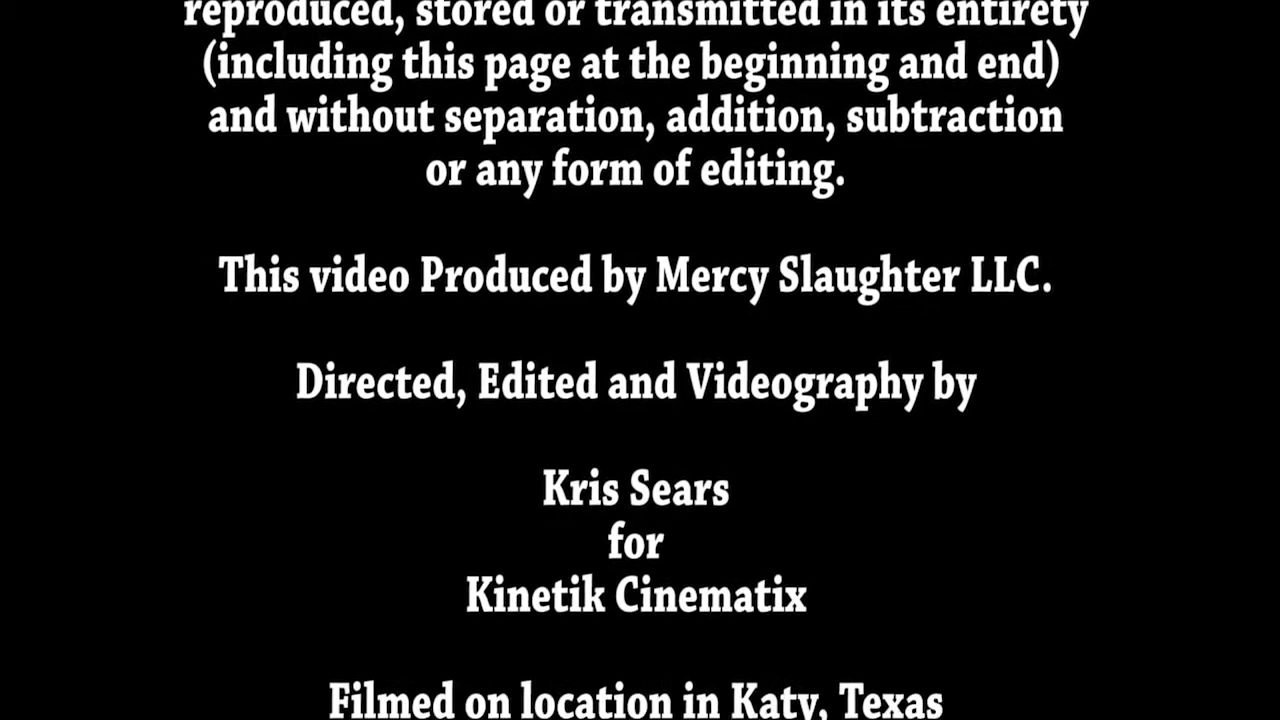 reproduced, stored or transmitted in its entirety
(including this page at the beginning and end)
and without separation, addition, subtraction
or any form of editing.
This video Produced by Mercy Slaughter LLC.
Directed, Edited and Videography by
Kris Sears
for
Kinetik Cinematix
Filmed on location in Katy, Texas